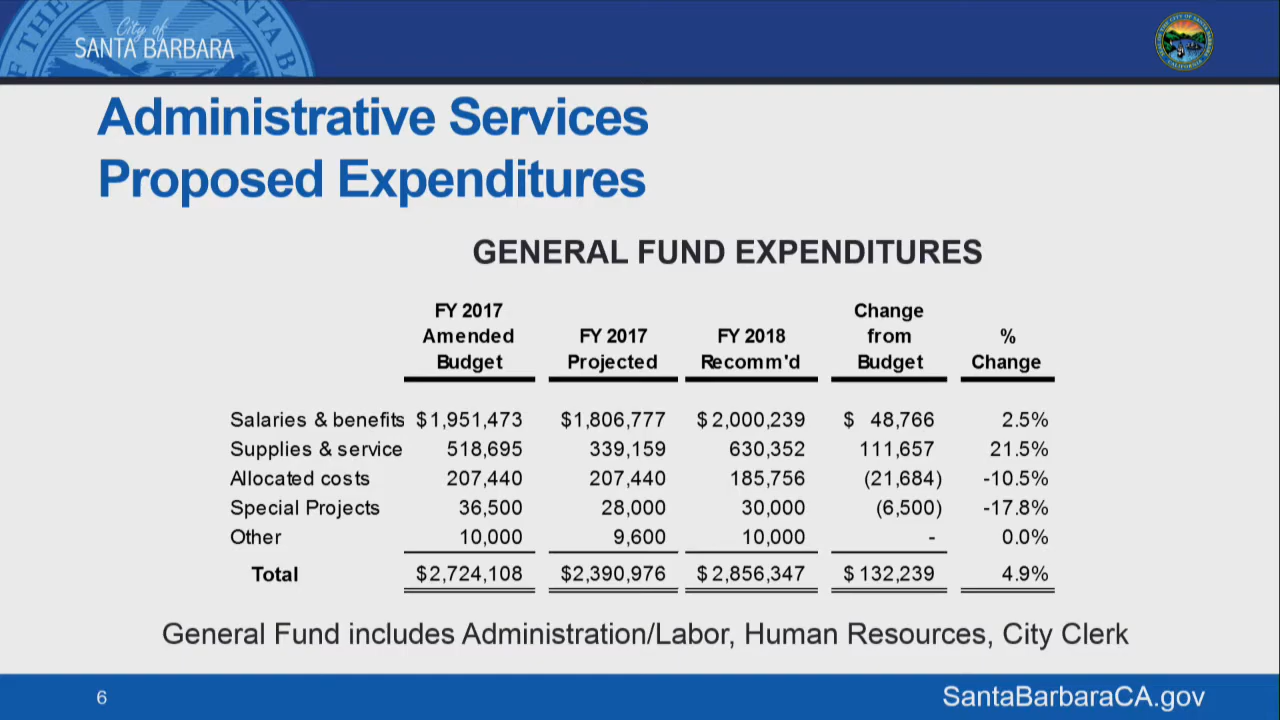 City of
SANTA BARBARA
Administrative Services
Proposed Expenditures
GENERAL FUND EXPENDITURES
FY 2017 Amended Budget FY 2017 Projected FY 2018 Recomm'd Change from Budget % Change
Salaries & benefits $1,951,473 $1,806,777 $2,000,239 $ 48,766 2.5%
Supplies & service 518,695 339,159 630,352 111,657 21.5%
Allocated costs 207,440 207,440 185,756 (21,684) -10.5%
Special Projects 36,500 28,000 30,000 (6,500) -17.8%
Other 10,000 9,600 10,000 - 0.0%
Total $2,724,108 $2,390,976 $2,856,347 $132,239 4.9%
General Fund includes Administration/Labor, Human Resources, City Clerk
6
SantaBarbaraCA.gov